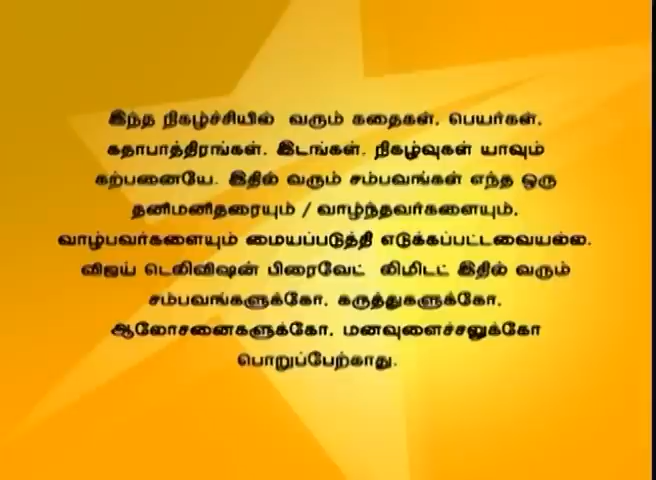 இந்த நிகழ்ச்சியில் வரும் கதைகள், பெயர்கள்,
கதாபாத்திரங்கள், இடங்கள், நிகழ்வுகள் யாவும்
கற்பனையே. இதில் வரும் சம்பவங்கள் எந்த ஒரு
தனிமனிதரையும் / வாழ்ந்தவர்களையும்,
வாழ்பவர்களையும் மையப்படுத்தி எடுக்கப்பட்டவையல்ல.
விஜய் டெலிவிஷன் பிரைவேட் லிமிடட் இதில் வரும்
சம்பவங்களுக்கோ, கருத்துகளுக்கோ,
ஆலோசனைகளுக்கோ, மனவுளைச்சலுக்கோ
பொறுப்பேற்காது.